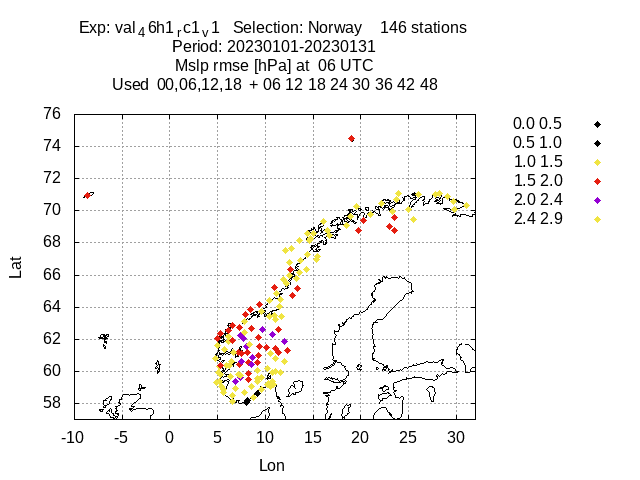 Exp: val46h1rc1v1 Selection: Norway 146 stations
Period: 20230101-20230131
Mslp rmse [hPa] at 06 UTC
Used 00,06,12,18 + 06 12 18 24 30 36 42 48
76
74
72
70
68
66
64
62
60
58
Lat
-10 -5 0 5 10 15 20 25 30
Lon
0.0 0.5
0.5 1.0
1.0 1.5
1.5 2.0
2.0 2.4
2.4 2.9